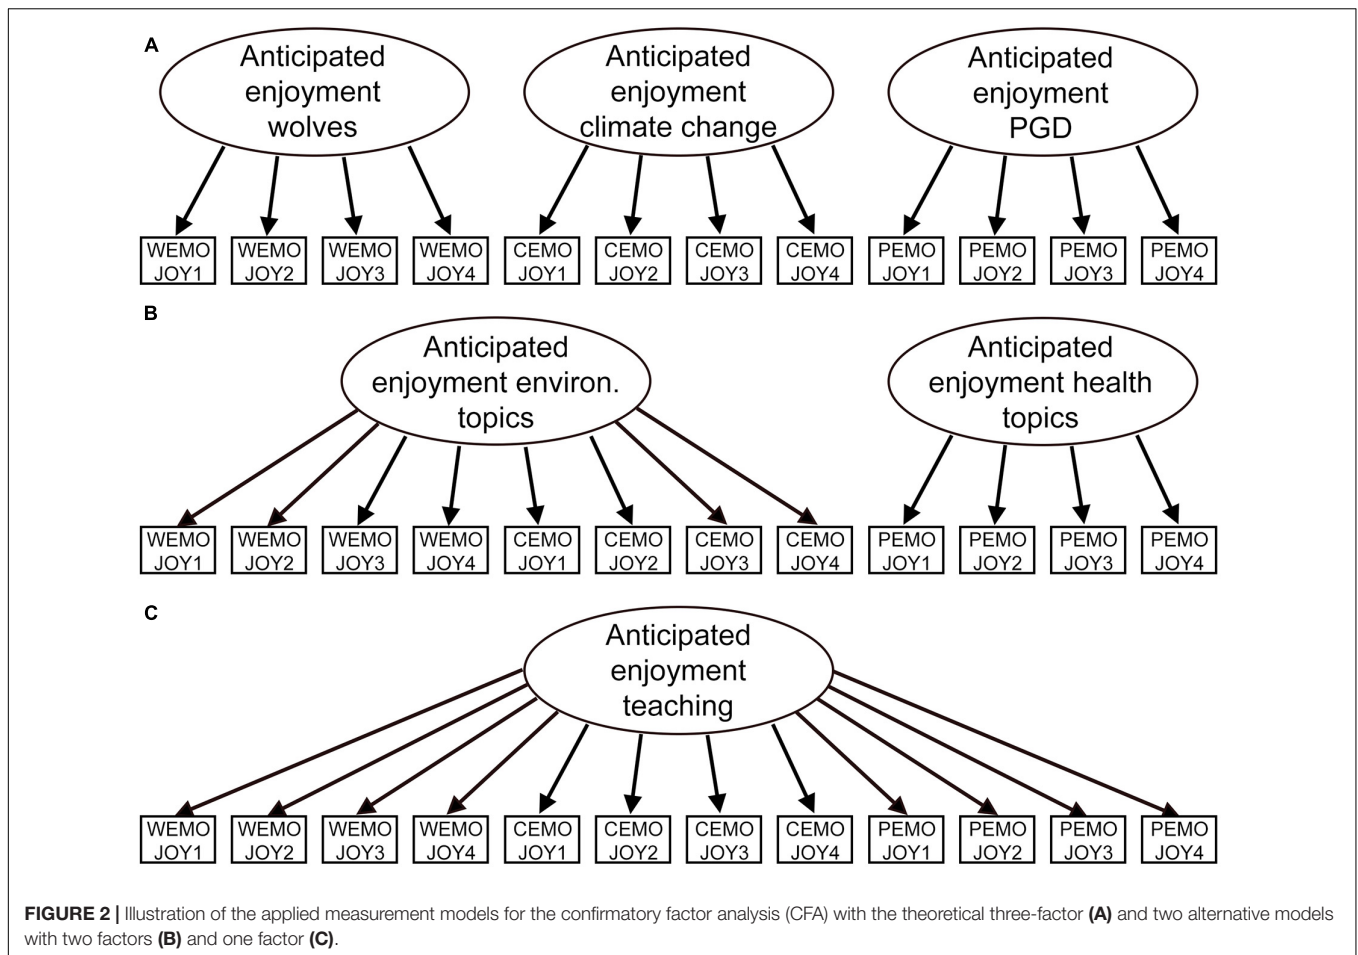 A
Anticipated
enjoyment
wolves
Anticipated
enjoyment
climate change
Anticipated
enjoyment
PGD
WEMO
JOY1
WEMO
JOY2
WEMO
JOY3
WEMO
JOY4
CEMO
JOY1
CEMO
JOY2
CEMO
JOY3
CEMO
JOY4
PEMO
JOY1
PEMO
JOY2
PEMO
JOY3
PEMO
JOY4
B
Anticipated
enjoyment environ.
topics
Anticipated
enjoyment health
topics
WEMO
JOY1
WEMO
JOY2
WEMO
JOY3
WEMO
JOY4
CEMO
JOY1
CEMO
JOY2
CEMO
JOY3
CEMO
JOY4
PEMO
JOY1
PEMO
JOY2
PEMO
JOY3
PEMO
JOY4
C
Anticipated
enjoyment
teaching
WEMO
JOY1
WEMO
JOY2
WEMO
JOY3
WEMO
JOY4
CEMO
JOY1
CEMO
JOY2
CEMO
JOY3
CEMO
JOY4
PEMO
JOY1
PEMO
JOY2
PEMO
JOY3
PEMO
JOY4
FIGURE 2 | Illustration of the applied measurement models for the confirmatory factor analysis (CFA) with the theoretical three-factor (A) and two alternative models
with two factors (B) and one factor (C).